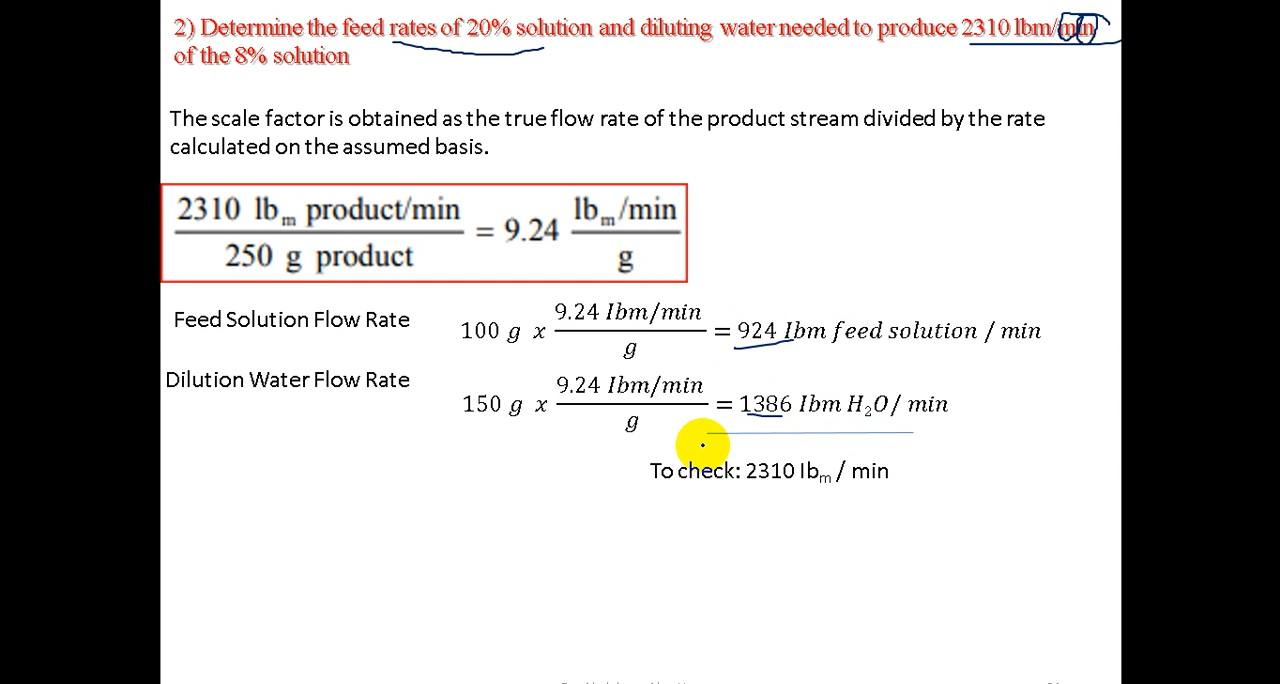 2) Determine the feed rates of 20% solution and diluting water needed to produce 2310 lbm/min
of the 8% solution
The scale factor is obtained as the true flow rate of the product stream divided by the rate
calculated on the assumed basis.
2310 lbₘ product/min
250 g product
= 9.24
lbₘ/min
g
Feed Solution Flow Rate
100 g x
9.24 Ibm/min
g
= 924 Ibm feed solution / min
Dilution Water Flow Rate
150 g x
9.24 Ibm/min
g
= 1386 Ibm H₂O/ min
To check: 2310 Ibₘ / min